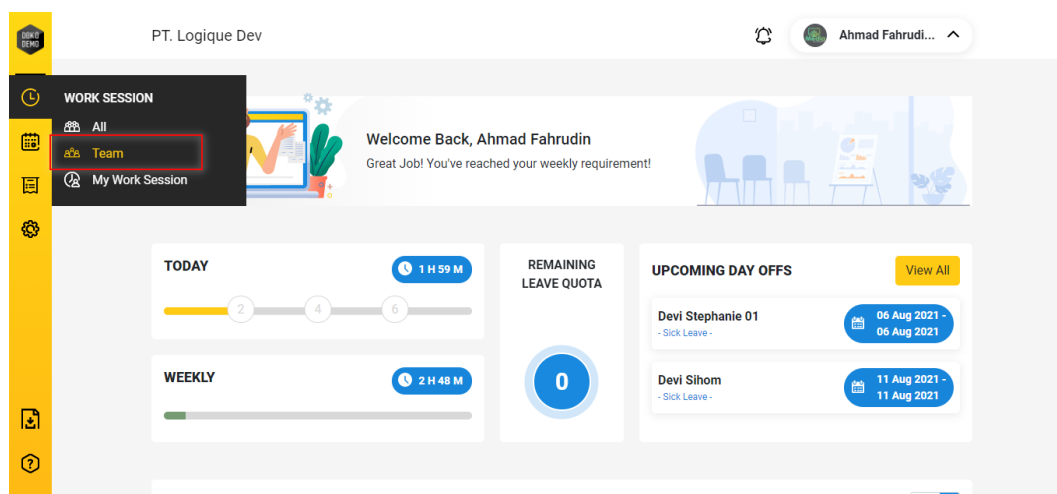 DBKO
DEMO
PT. Logique Dev
Ahmad Fahrudi...
WORK SESSION
All
Team
My Work Session
Welcome Back, Ahmad Fahrudin
Great Job! You've reached your weekly requirement!
TODAY
1 H 59 M
2
4
6
WEEKLY
2 H 48 M
REMAINING
LEAVE QUOTA
0
UPCOMING DAY OFFS
View All
Devi Stephanie 01
- Sick Leave -
06 Aug 2021 -
06 Aug 2021
Devi Sihom
- Sick Leave -
11 Aug 2021 -
11 Aug 2021